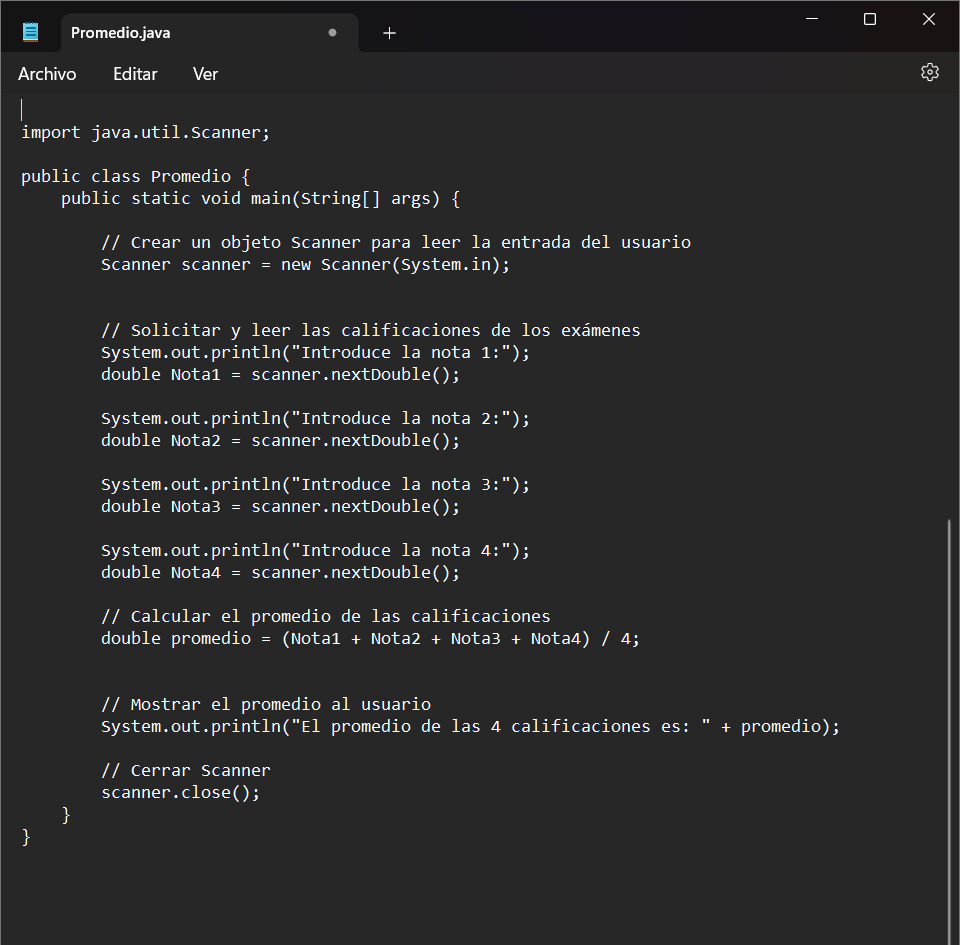 Promedio.java
Archivo Editar Ver
import java.util.Scanner;
public class Promedio {
public static void main(String[] args) {
// Crear un objeto Scanner para leer la entrada del usuario
Scanner scanner = new Scanner(System.in);
// Solicitar y leer las calificaciones de los exámenes
System.out.println("Introduce la nota 1:");
double Nota1 = scanner.nextDouble();
System.out.println("Introduce la nota 2:");
double Nota2 = scanner.nextDouble();
System.out.println("Introduce la nota 3:");
double Nota3 = scanner.nextDouble();
System.out.println("Introduce la nota 4:");
double Nota4 = scanner.nextDouble();
// Calcular el promedio de las calificaciones
double promedio = (Nota1 + Nota2 + Nota3 + Nota4) / 4;
// Mostrar el promedio al usuario
System.out.println("El promedio de las 4 calificaciones es: " + promedio);
// Cerrar Scanner
scanner.close();
}
}